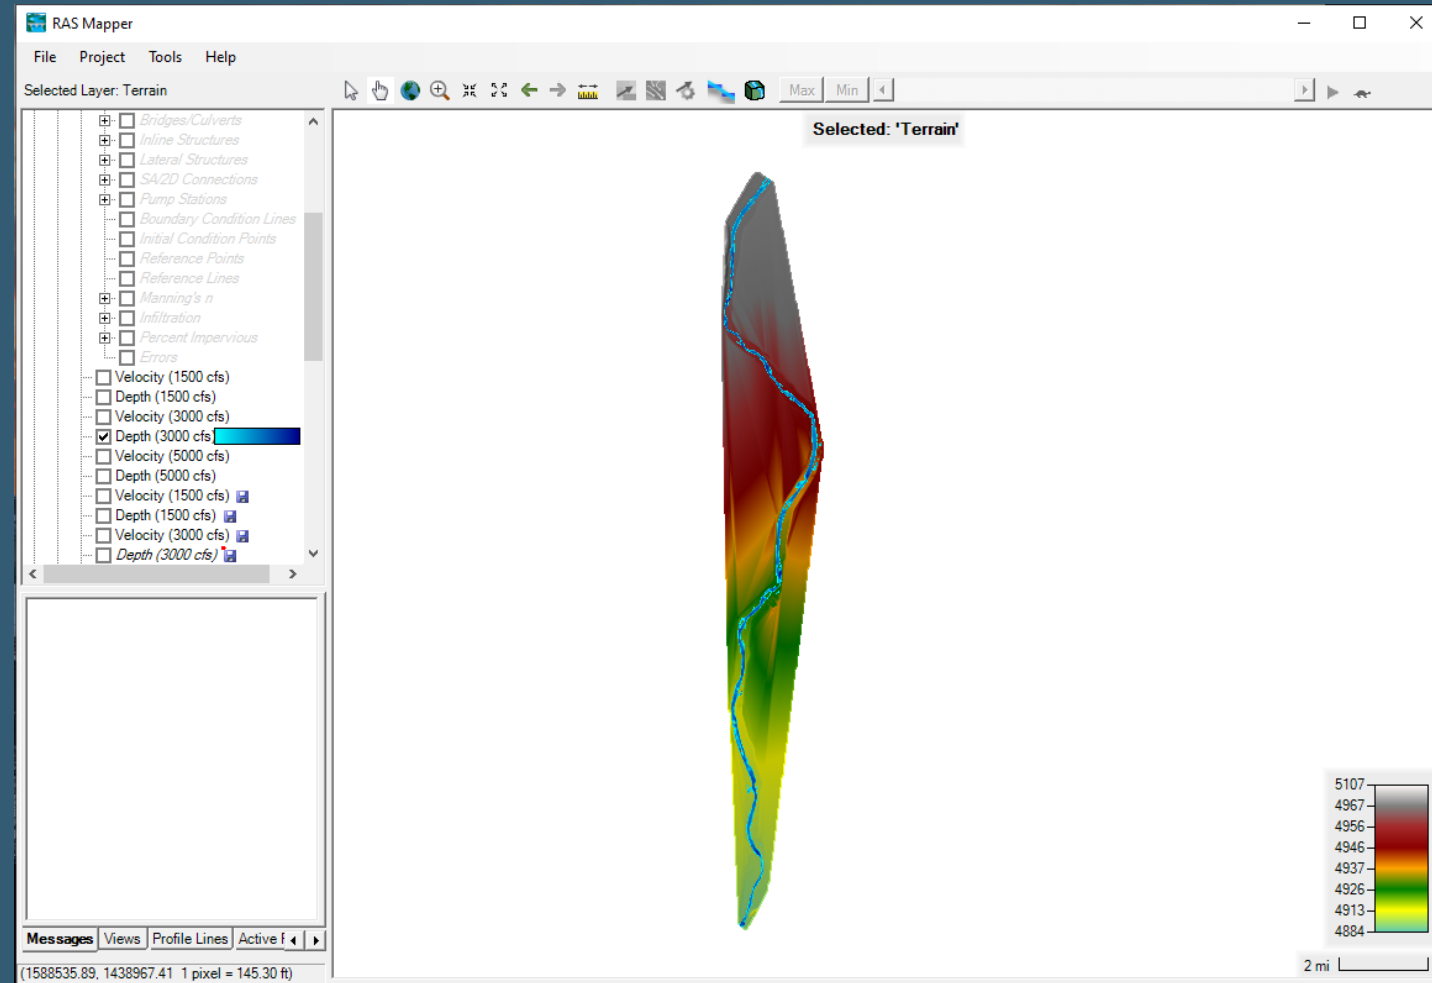 RAS Mapper
File Project Tools Help
Selected Layer: Terrain
Max Min
Selected: 'Terrain'
Bridges/Culverts
Inline Structures
Lateral Structures
SA/2D Connections
Pump Stations
Boundary Condition Lines
Initial Condition Points
Reference Points
Reference Lines
Manning's n
Infiltration
Percent Impervious
Errors
Velocity (1500 cfs)
Depth (1500 cfs)
Velocity (3000 cfs)
Depth (3000 cfs)
Velocity (5000 cfs)
Depth (5000 cfs)
Velocity (1500 cfs)
Depth (1500 cfs)
Velocity (3000 cfs)
Depth (3000 cfs)
5107
4967
4956
4946
4937
4926
4913
4884
2 mi
Messages Views Profile Lines Active
(1588535.89, 1438967.41 1 pixel = 145.30 ft)